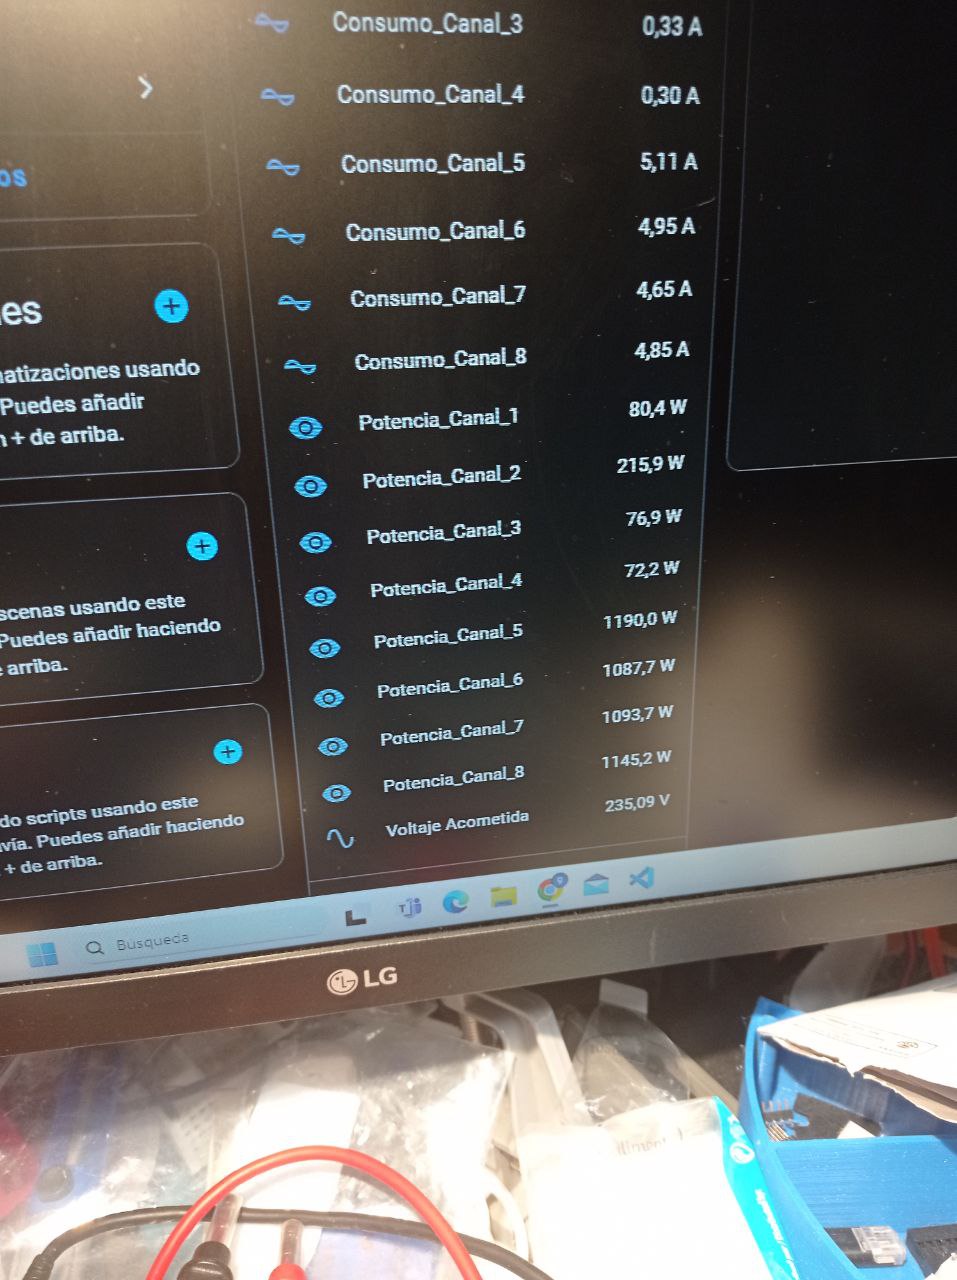 Consumo_Canal_3 0,33 A
Consumo_Canal_4 0,30 A
Consumo_Canal_5 5,11 A
Consumo_Canal_6 4,95 A
Consumo_Canal_7 4,65 A
Consumo_Canal_8 4,85 A
Potencia_Canal_1 80,4 W
Potencia_Canal_2 215,9 W
Potencia_Canal_3 76,9 W
Potencia_Canal_4 72,2 W
Potencia_Canal_5 1190,0 W
Potencia_Canal_6 1087,7 W
Potencia_Canal_7 1093,7 W
Potencia_Canal_8 1145,2 W
Voltaje Acometida 235,09 V
os
es
atizaciones usando
Puedes añadir
n + de arriba.
scenas usando este
Puedes añadir haciendo
arriba.
do scripts usando este
vía. Puedes añadir haciendo
+ de arriba.
Búsqueda
LG